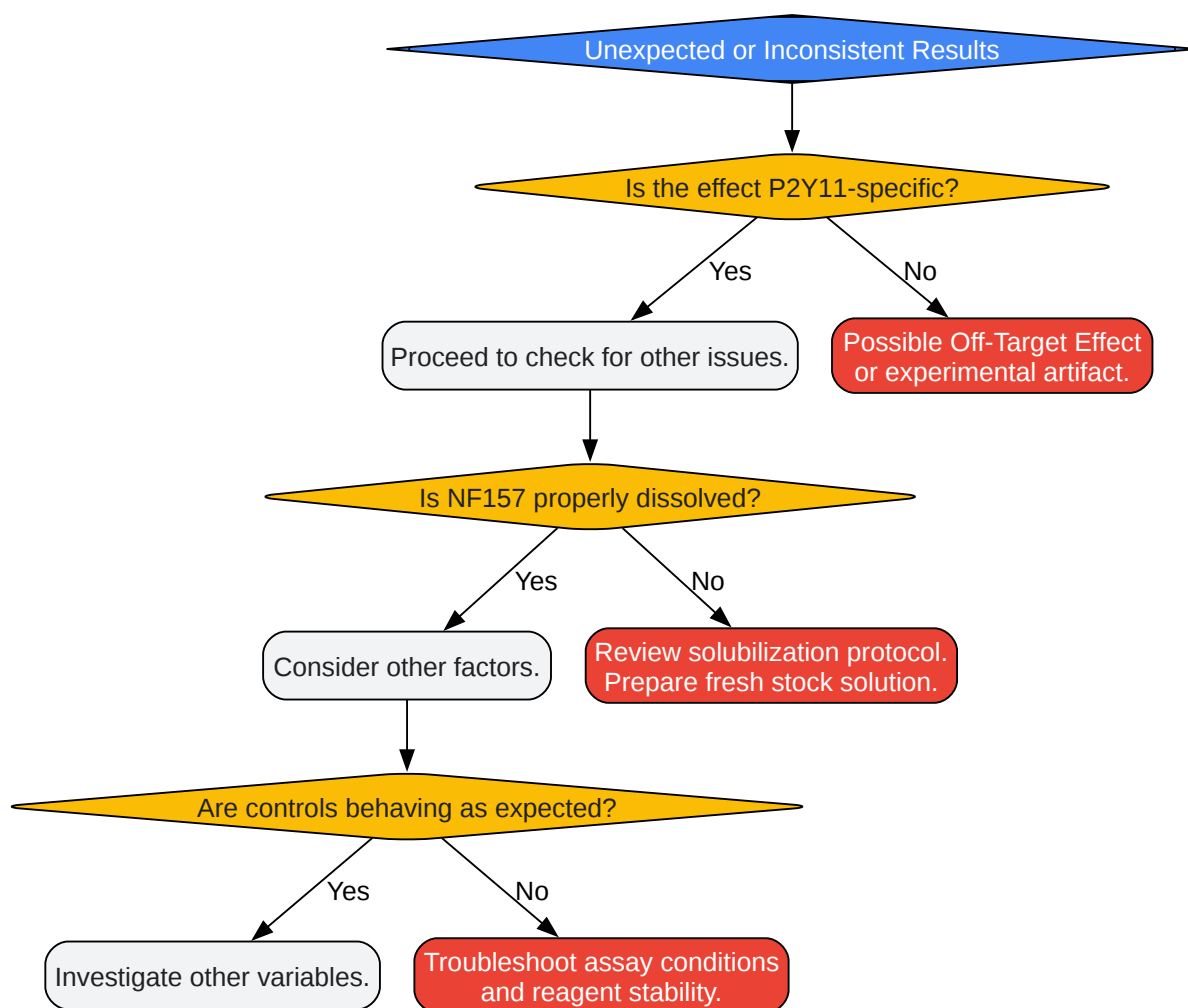 Unexpected or Inconsistent Results
Is the effect P2Y11-specific?
Yes
No
Proceed to check for other issues.
Possible Off-Target Effect
or experimental artifact.
Is NF157 properly dissolved?
Yes
No
Consider other factors.
Review solubilization protocol.
Prepare fresh stock solution.
Are controls behaving as expected?
Yes
No
Investigate other variables.
Troubleshoot assay conditions
and reagent stability.